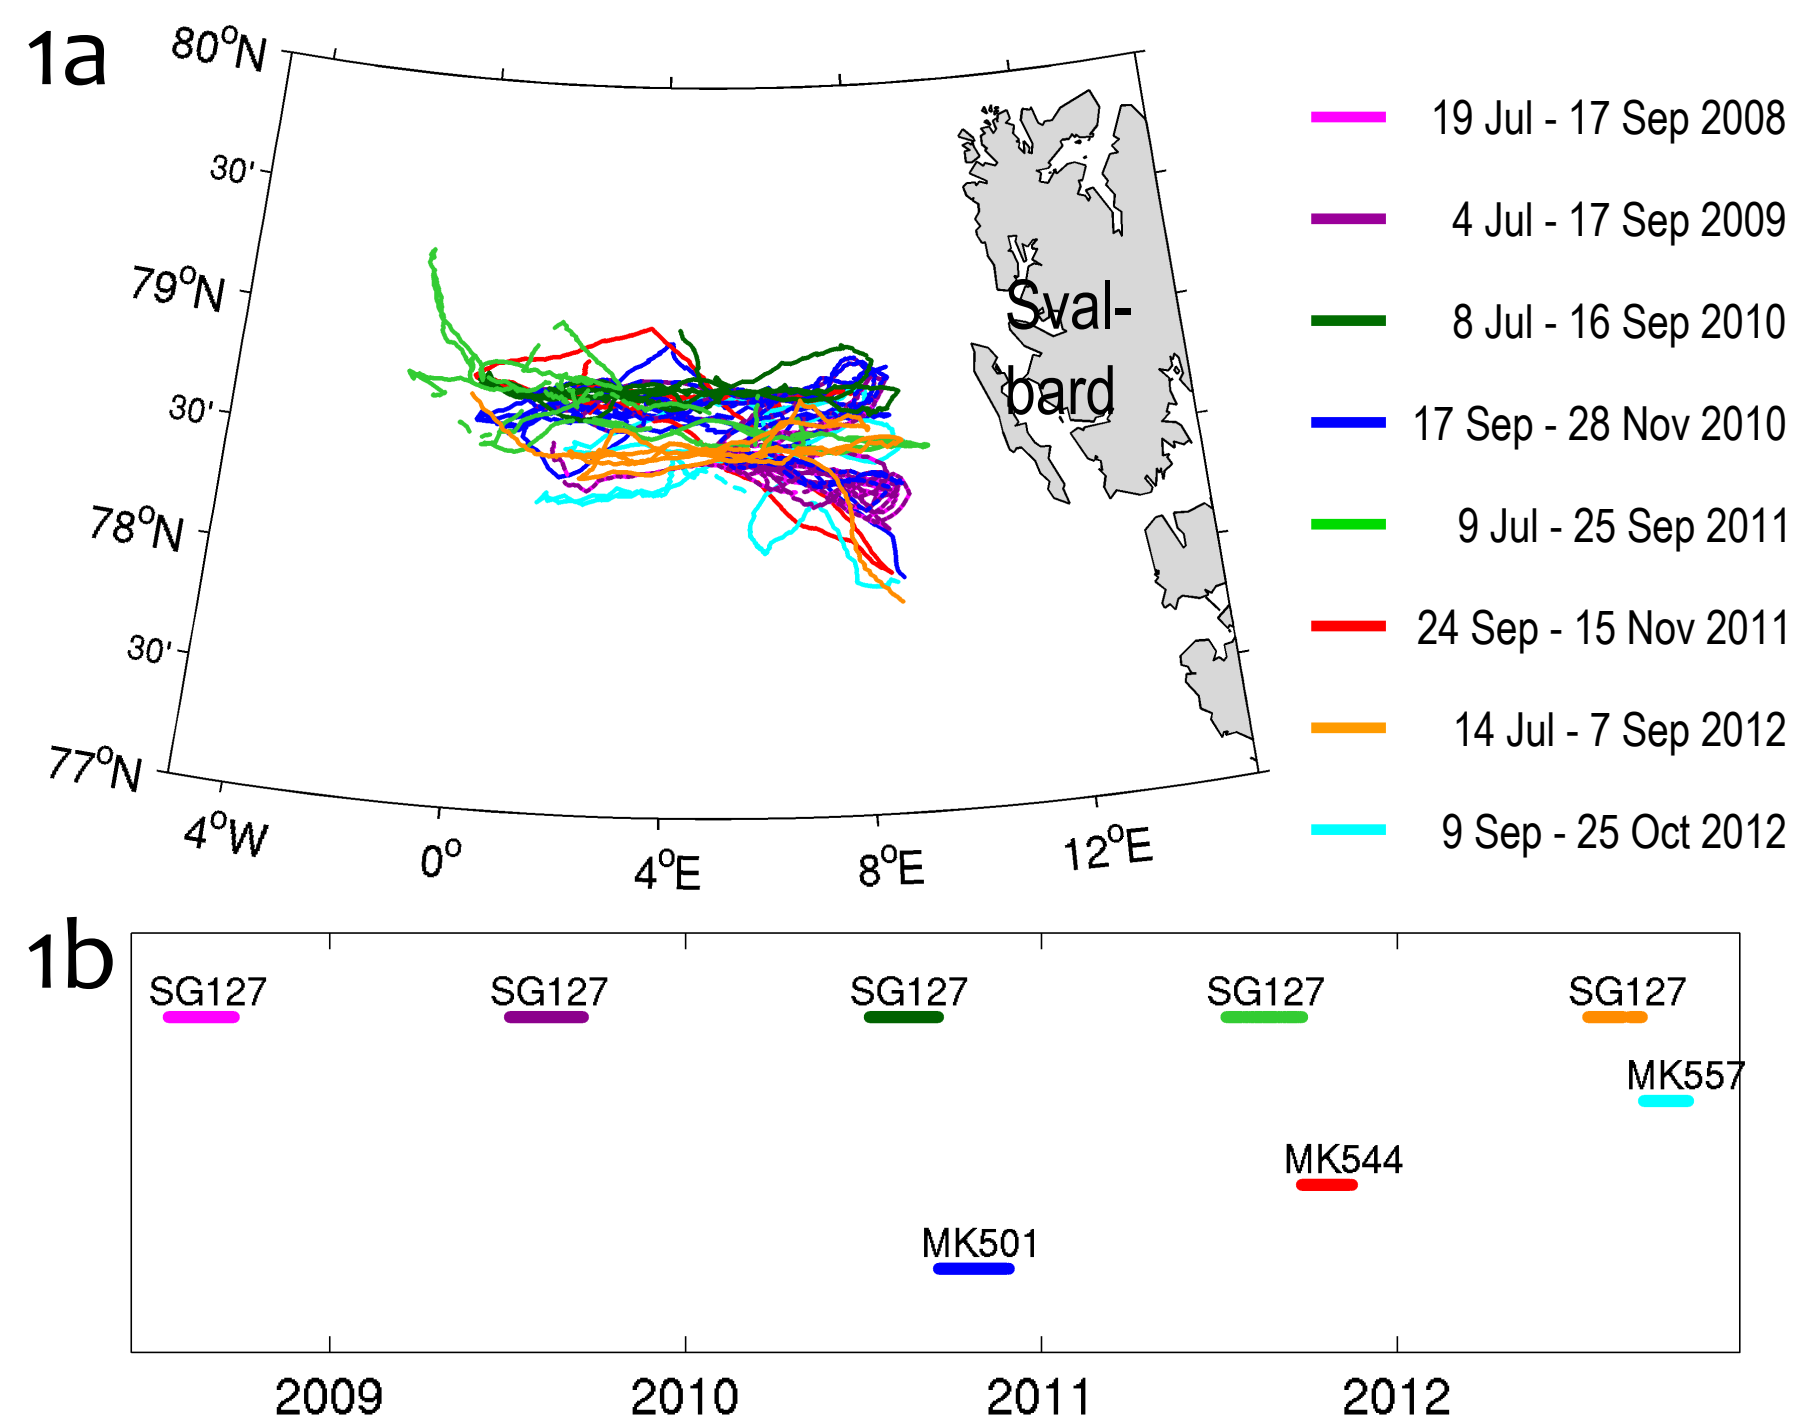 1a
80°N
30'
79°N
30'
78°N
30'
77°N
4°W
0°
4°E
8°E
12°E
Sval-
bard
19 Jul - 17 Sep 2008
4 Jul - 17 Sep 2009
8 Jul - 16 Sep 2010
17 Sep - 28 Nov 2010
9 Jul - 25 Sep 2011
24 Sep - 15 Nov 2011
14 Jul - 7 Sep 2012
9 Sep - 25 Oct 2012
1b
SG127
SG127
SG127
SG127
SG127
MK557
MK544
MK501
2009
2010
2011
2012